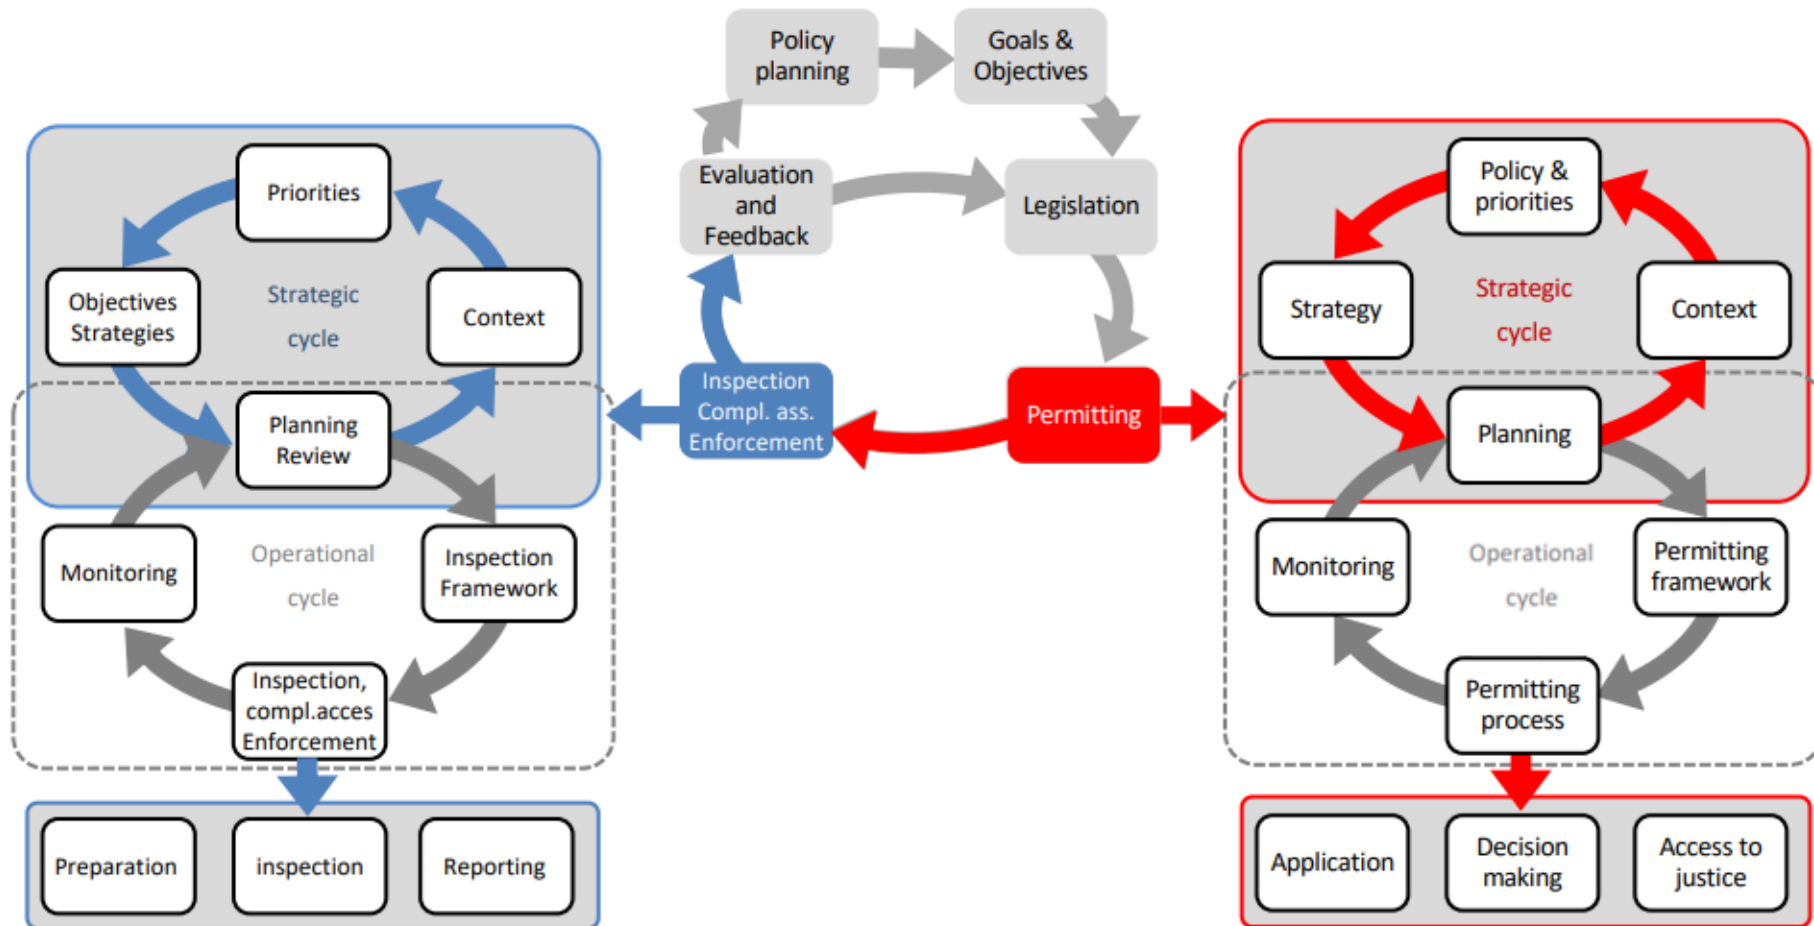 Policy
planning
Goals &
Objectives
Evaluation
and
Feedback
Legislation
Inspection
Compl. ass.
Enforcement
Permitting
Priorities
Objectives
Strategies
Strategic
cycle
Context
Planning
Review
Monitoring
Operational
cycle
Inspection
Framework
Inspection,
compl.acces
Enforcement
Preparation
inspection
Reporting
Policy &
priorities
Strategy
Strategic
cycle
Context
Planning
Monitoring
Operational
cycle
Permitting
framework
Permitting
process
Application
Decision
making
Access to
justice